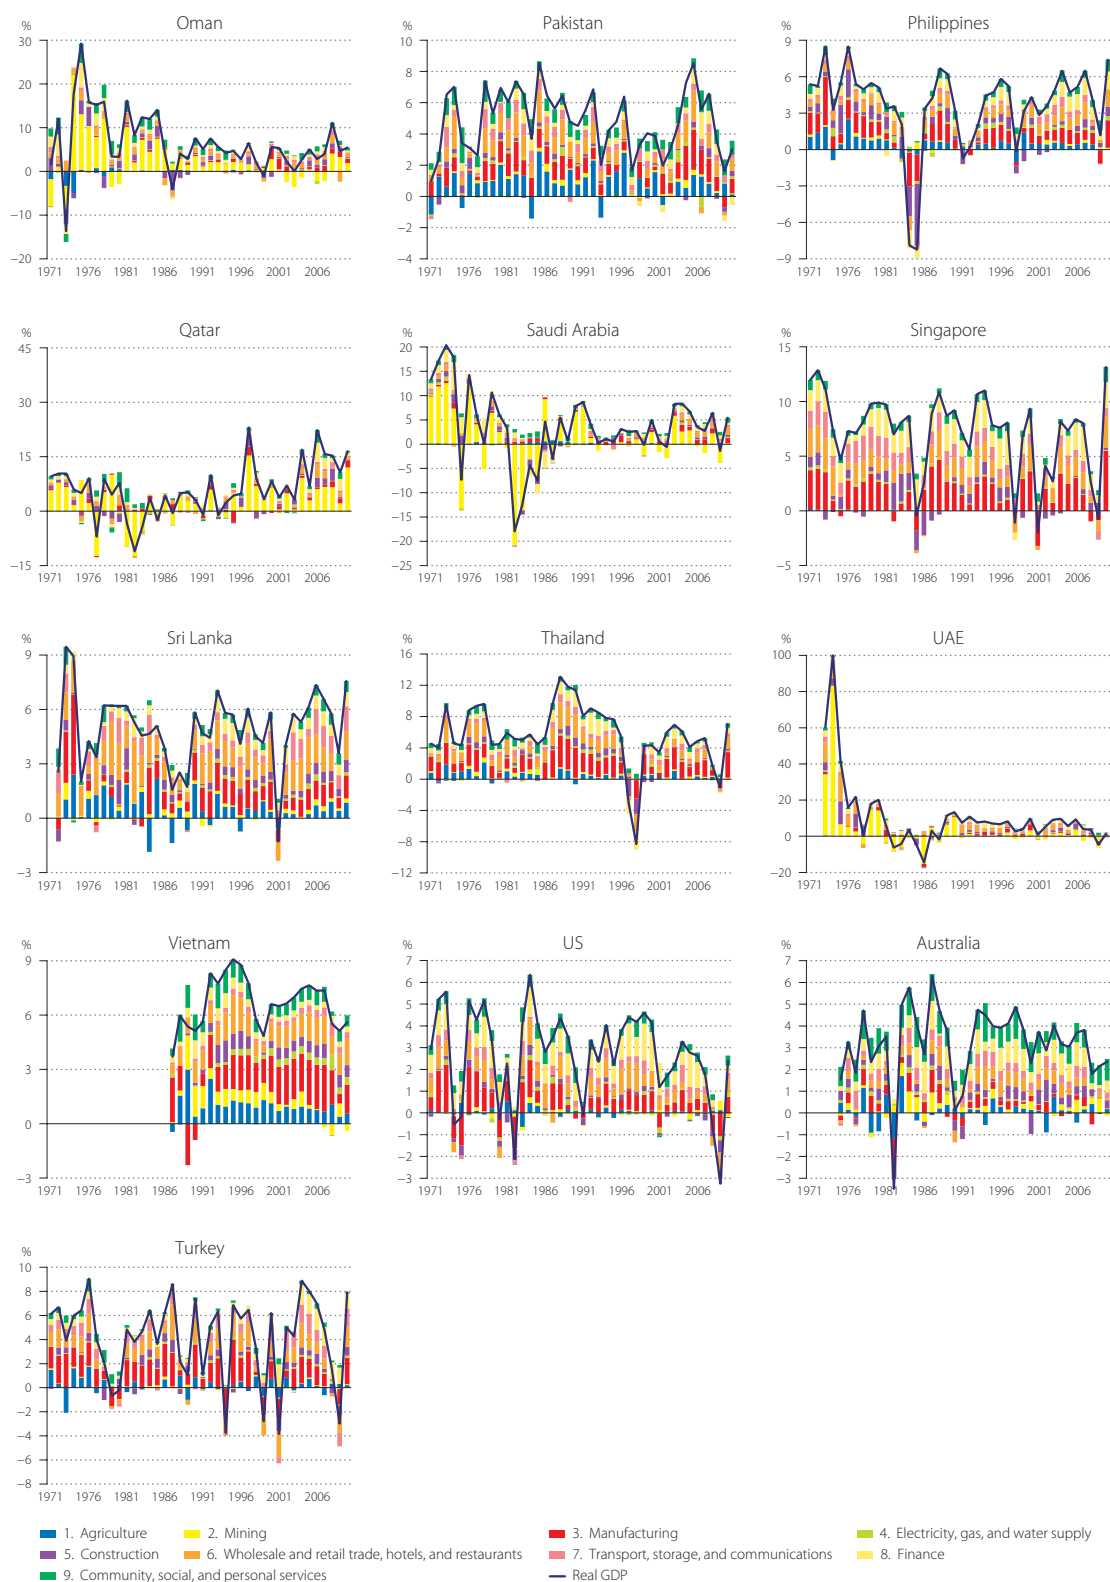 Oman Pakistan Philippines
% % %
30 10 9
20 8 6
10 6 3
0 4 0
−10 2 −3
−20 0 −6
−2 −9
−4
1971 1976 1981 1986 1991 1996 2001 2006 1971 1976 1981 1986 1991 1996 2001 2006 1971 1976 1981 1986 1991 1996 2001 2006
Qatar Saudi Arabia Singapore
% % %
45 20 15
30 15 10
15 10 5
0 5 0
−15 0 −5
−5
−10
−15
−20
−25
1971 1976 1981 1986 1991 1996 2001 2006 1971 1976 1981 1986 1991 1996 2001 2006 1971 1976 1981 1986 1991 1996 2001 2006
Sri Lanka Thailand UAE
% % %
9 16 100
6 12 80
3 8 60
0 4 40
−3 0 20
−4 0
−8 −20
−12
1971 1976 1981 1986 1991 1996 2001 2006 1971 1976 1981 1986 1991 1996 2001 2006 1971 1976 1981 1986 1991 1996 2001 2006
Vietnam US Australia
% % %
9 7 7
6 6 6
3 5 5
0 4 4
−3 3 3
2 2
1 1
0 0
−1 −1
−2 −2
−3 −3
1971 1976 1981 1986 1991 1996 2001 2006 1971 1976 1981 1986 1991 1996 2001 2006 1971 1976 1981 1986 1991 1996 2001 2006
Turkey
%
10
8
6
4
2
0
−2
−4
−6
−8
1971 1976 1981 1986 1991 1996 2001 2006
1. Agriculture 2. Mining 3. Manufacturing 4. Electricity, gas, and water supply
5. Construction 6. Wholesale and retail trade, hotels, and restaurants 7. Transport, storage, and communications 8. Finance
9. Community, social, and personal services Real GDP